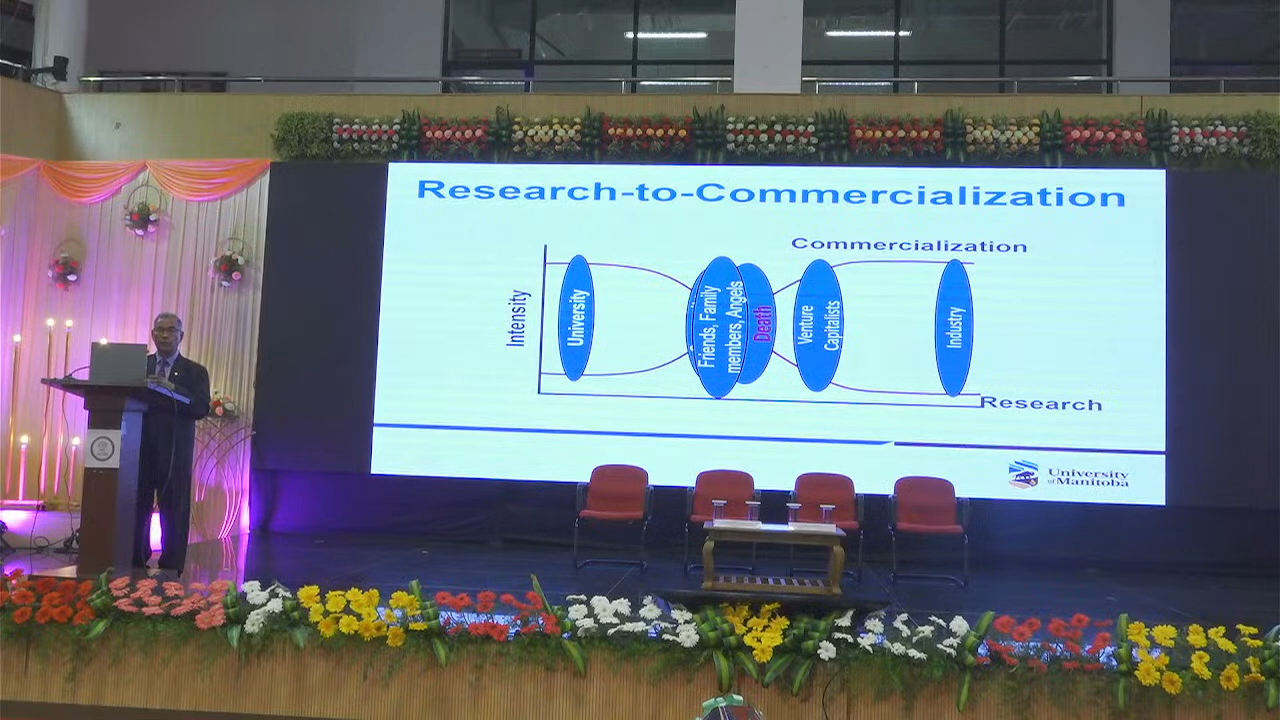 Research-to-Commercialization
Commercialization
Intensity
University
Friends, Family
members, Angels
Death
Venture
Capitalists
Industry
Research
University
of Manitoba